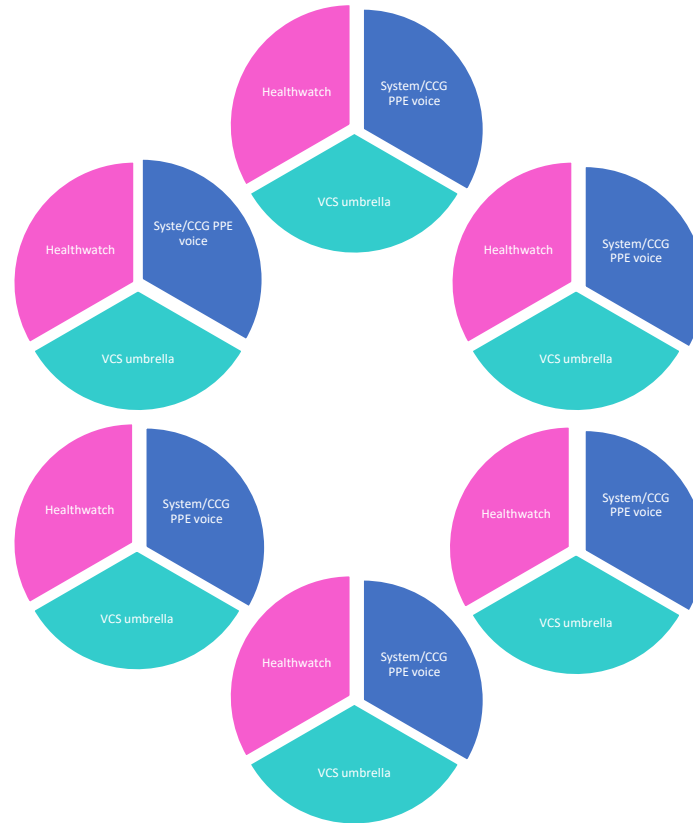 Healthwatch
System/CCG
PPE voice
VCS umbrella
Healthwatch
Syste/CCG PPE
voice
VCS umbrella
Healthwatch
System/CCG
PPE voice
VCS umbrella
Healthwatch
System/CCG
PPE voice
VCS umbrella
Healthwatch
System/CCG
PPE voice
VCS umbrella
Healthwatch
System/CCG
PPE voice
VCS umbrella